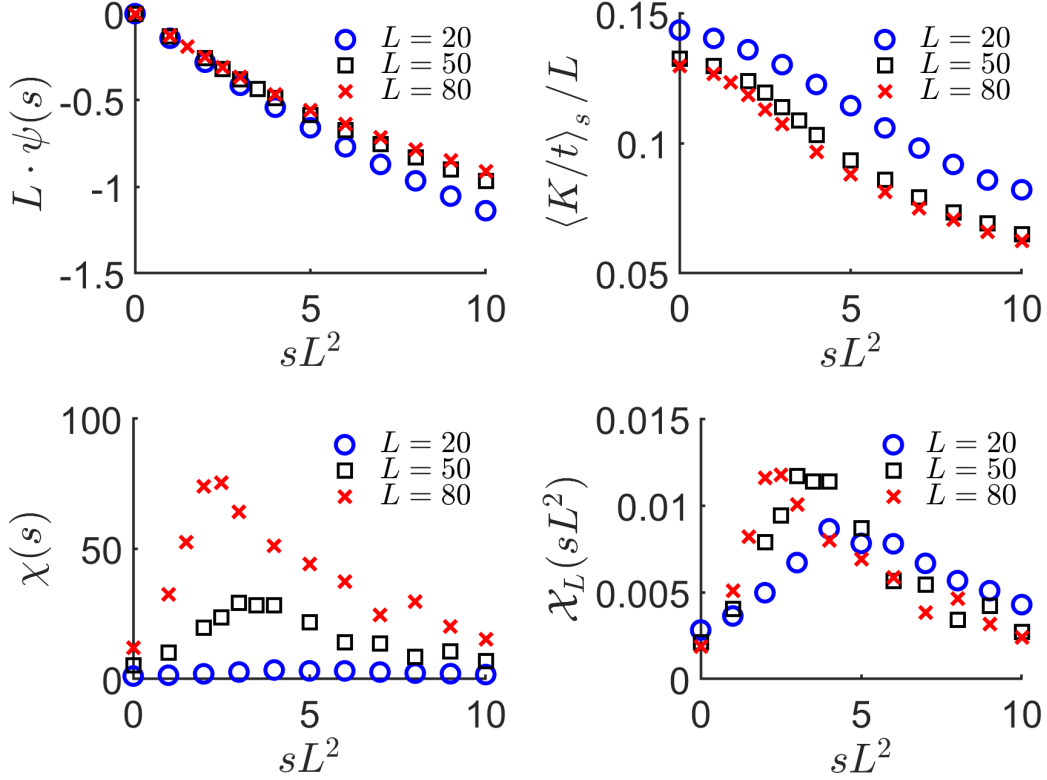 0
-0.5
-1
-1.5
L · ψ(s)
L = 20
L = 50
L = 80
0
5
10
sL²
0.15
0.1
0.05
⟨K/t⟩ₛ/L
L = 20
L = 50
L = 80
0
5
10
sL²
100
50
0
χ(s)
L = 20
L = 50
L = 80
0
5
10
sL²
0.015
0.01
0.005
0
𝒳_L(sL²)
L = 20
L = 50
L = 80
0
5
10
sL²